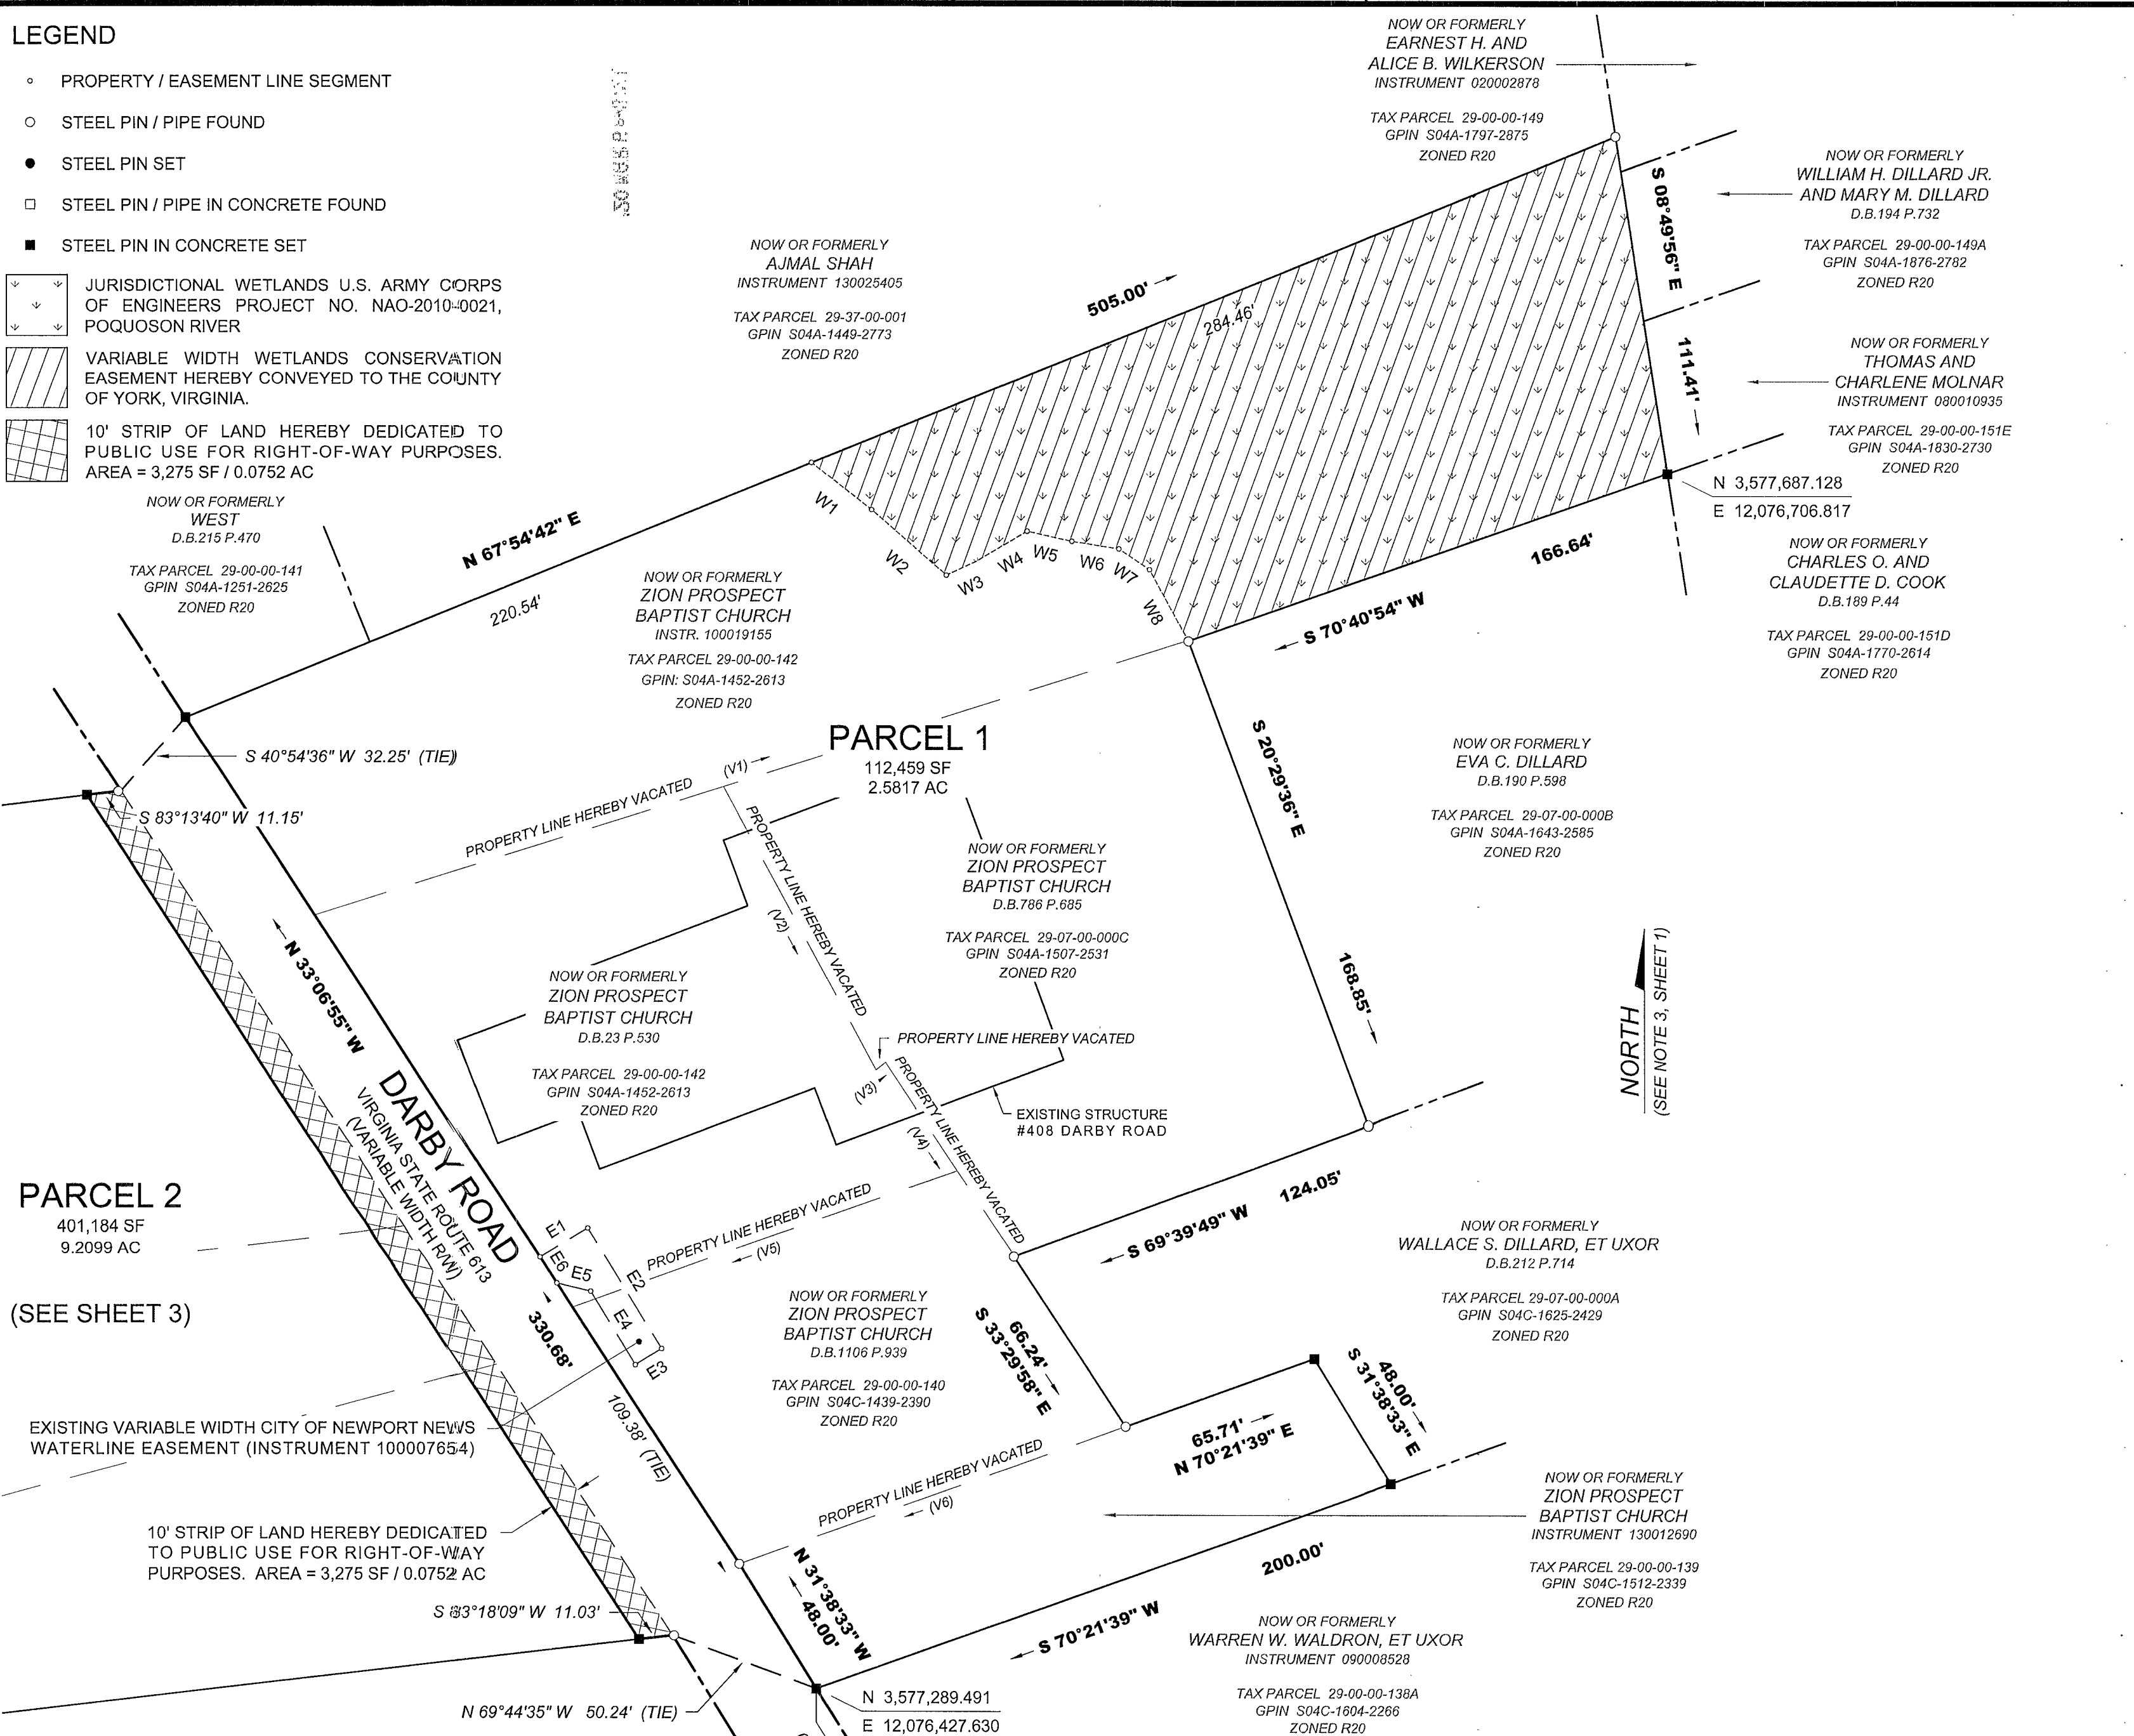 LEGEND
PROPERTY / EASEMENT LINE SEGMENT
STEEL PIN / PIPE FOUND
STEEL PIN SET
STEEL PIN / PIPE IN CONCRETE FOUND
STEEL PIN IN CONCRETE SET
JURISDICTIONAL WETLANDS U.S. ARMY CORPS
OF ENGINEERS PROJECT NO. NAO-2010-0021,
POQUOSON RIVER
VARIABLE WIDTH WETLANDS CONSERVATION
EASEMENT HEREBY CONVEYED TO THE COUNTY
OF YORK, VIRGINIA.
10' STRIP OF LAND HEREBY DEDICATED TO
PUBLIC USE FOR RIGHT-OF-WAY PURPOSES.
AREA = 3,275 SF / 0.0752 AC
NOW OR FORMERLY
EARNEST H. AND
ALICE B. WILKERSON
INSTRUMENT 020002878
TAX PARCEL 29-00-00-149
GPIN S04A-1797-2875
ZONED R20
NOW OR FORMERLY
WILLIAM H. DILLARD JR.
AND MARY M. DILLARD
D.B.194 P.732
TAX PARCEL 29-00-00-149A
GPIN S04A-1876-2782
ZONED R20
S 08°49'56" E
111.41'
NOW OR FORMERLY
THOMAS AND
CHARLENE MOLNAR
INSTRUMENT 080010935
TAX PARCEL 29-00-00-151E
GPIN S04A-1830-2730
ZONED R20
NOW OR FORMERLY
AJMAL SHAH
INSTRUMENT 130025405
TAX PARCEL 29-37-00-001
GPIN S04A-1449-2773
ZONED R20
505.00'
284.46'
N 3,577,687.128
E 12,076,706.817
NOW OR FORMERLY
WEST
D.B.215 P.470
TAX PARCEL 29-00-00-141
GPIN S04A-1251-2625
ZONED R20
N 67°54'42" E
220.54'
W1
W2
W3
W4
W5
W6
W7
W8
166.64'
S 70°40'54" W
NOW OR FORMERLY
CHARLES O. AND
CLAUDETTE D. COOK
D.B.189 P.44
TAX PARCEL 29-00-00-151D
GPIN S04A-1770-2614
ZONED R20
NOW OR FORMERLY
ZION PROSPECT
BAPTIST CHURCH
INSTR. 100019155
TAX PARCEL 29-00-00-142
GPIN: S04A-1452-2613
ZONED R20
PARCEL 1
112,459 SF
2.5817 AC
S 40°54'36" W 32.25' (TIE)
S 83°13'40" W 11.15'
PROPERTY LINE HEREBY VACATED
(V1)
PROPERTY LINE HEREBY VACATED
(V2)
S 20°29'36" E
168.85'
NOW OR FORMERLY
EVA C. DILLARD
D.B.190 P.598
TAX PARCEL 29-07-00-000B
GPIN S04A-1643-2585
ZONED R20
NOW OR FORMERLY
ZION PROSPECT
BAPTIST CHURCH
D.B.786 P.685
TAX PARCEL 29-07-00-000C
GPIN S04A-1507-2531
ZONED R20
NORTH
(SEE NOTE 3, SHEET 1)
N 33°06'55" W
NOW OR FORMERLY
ZION PROSPECT
BAPTIST CHURCH
D.B.23 P.530
TAX PARCEL 29-00-00-142
GPIN S04A-1452-2613
ZONED R20
PROPERTY LINE HEREBY VACATED
(V3)
PROPERTY LINE HEREBY VACATED
(V4)
EXISTING STRUCTURE
#408 DARBY ROAD
DARBY ROAD
VIRGINIA STATE ROUTE 613
(VARIABLE WIDTH R/W)
PARCEL 2
401,184 SF
9.2099 AC
(SEE SHEET 3)
E1
E2
E3
E4
E5
E6
330.68'
PROPERTY LINE HEREBY VACATED
(V5)
S 69°39'49" W 124.05'
NOW OR FORMERLY
WALLACE S. DILLARD, ET UXOR
D.B.212 P.714
TAX PARCEL 29-07-00-000A
GPIN S04C-1625-2429
ZONED R20
NOW OR FORMERLY
ZION PROSPECT
BAPTIST CHURCH
D.B.1106 P.939
TAX PARCEL 29-00-00-140
GPIN S04C-1439-2390
ZONED R20
66.24'
S 33°29'58" E
48.00'
S 31°38'33" E
65.71'
N 70°21'39" E
EXISTING VARIABLE WIDTH CITY OF NEWPORT NEWS
WATERLINE EASEMENT (INSTRUMENT 100007654)
109.38' (TIE)
PROPERTY LINE HEREBY VACATED
(V6)
NOW OR FORMERLY
ZION PROSPECT
BAPTIST CHURCH
INSTRUMENT 130012690
TAX PARCEL 29-00-00-139
GPIN S04C-1512-2339
ZONED R20
10' STRIP OF LAND HEREBY DEDICATED
TO PUBLIC USE FOR RIGHT-OF-WAY
PURPOSES. AREA = 3,275 SF / 0.0752 AC
S 83°18'09" W 11.03'
N 31°38'33" W
48.00'
200.00'
S 70°21'39" W
NOW OR FORMERLY
WARREN W. WALDRON, ET UXOR
INSTRUMENT 090008528
TAX PARCEL 29-00-00-138A
GPIN S04C-1604-2266
ZONED R20
N 69°44'35" W 50.24' (TIE)
N 3,577,289.491
E 12,076,427.630